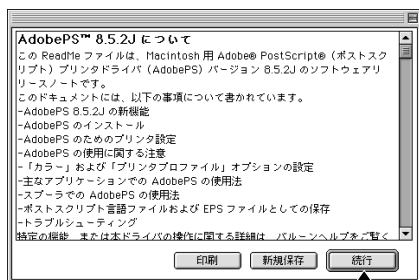 AdobePS™ 8.5.2J について
この ReadMe ファイルは、Macintosh 用 Adobe® PostScript®（ポストスク
リプト）プリンタドライバ（AdobePS）バージョン 8.5.2J のソフトウェアリ
リースノートです。
このドキュメントには、以下の事項について書かれています。
-AdobePS 8.5.2J の新機能
-AdobePS のインストール
-AdobePS のためのプリンタ設定
-AdobePS の使用に関する注意
-「カラー」および「プリンタプロファイル」オプションの設定
-主なアプリケーションでの AdobePS の使用法
-スプーラでの AdobePS の使用法
-ポストスクリプト言語ファイルおよび EPS ファイルとしての保存
-トラブルシューティング
特定の機能、または本ドライバの操作に関する詳細は、バルーンヘルプをご覧く
印刷 新規保存 続行